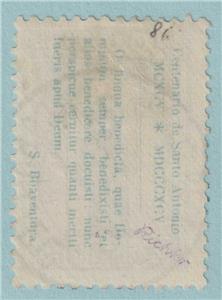 86
Centenario de Santo Antonio
MCXCV * MDCCCXCV
O lingua benedicta, quae Do-
minum semper benedixisti, et
alios benedicere docuisti: nunc
perspicue cernitur quanti meriti
fueris apud Deum.
S. Boaventura.